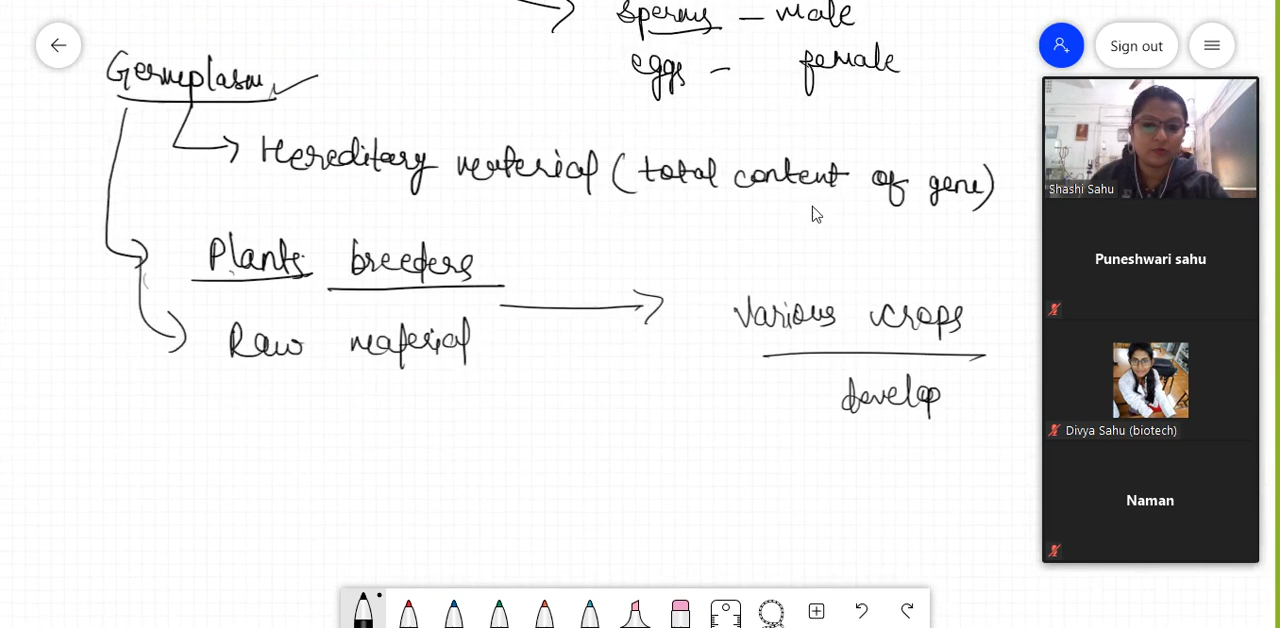 Sperms – male
eggs – female
Germplasm
Hereditary material (total content of gene)
Plants breeders
Raw material
Various crops
develop
Sign out
Shashi Sahu
Puneshwari sahu
Divya Sahu (biotech)
Naman